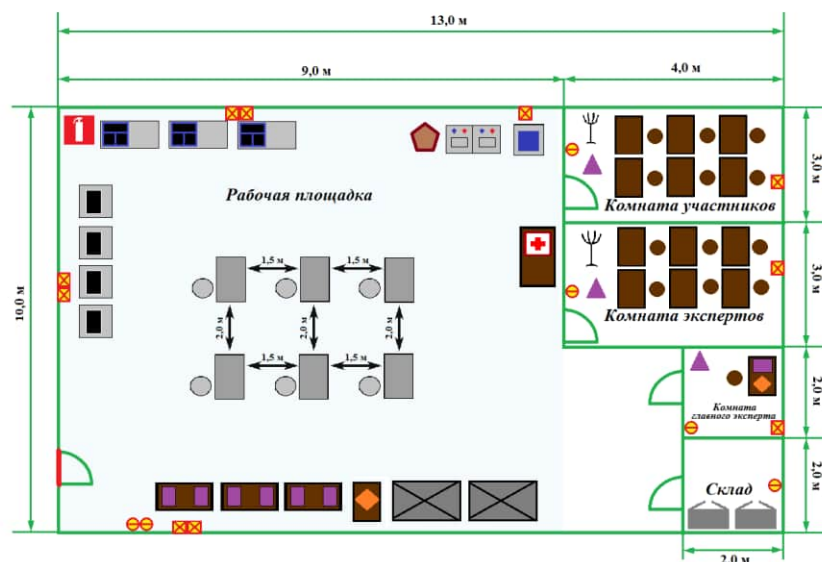 13,0 м
9,0 м
4,0 м
10,0 м
Рабочая площадка
Комната участников
3,0 м
1,5 м
1,5 м
2,0 м
2,0 м
2,0 м
1,5 м
1,5 м
Комната экспертов
3,0 м
Комната
главного эксперта
2,0 м
Склад
2,0 м
2,0 м